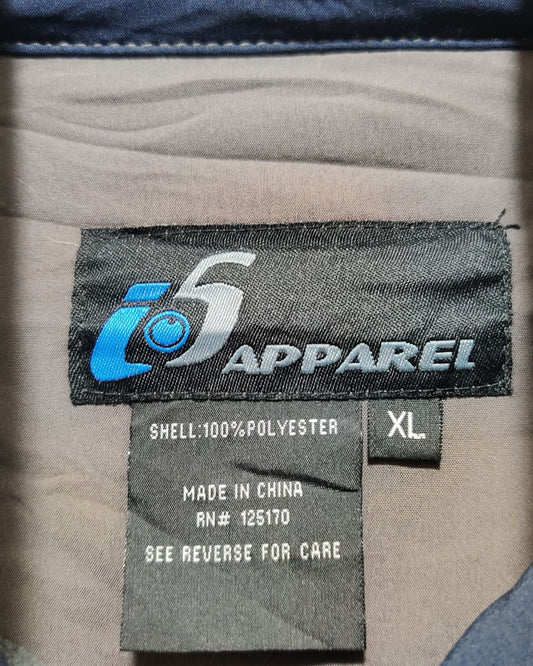 i5 APPAREL
XL
SHELL:100%POLYESTER
MADE IN CHINA
RN# 125170
SEE REVERSE FOR CARE